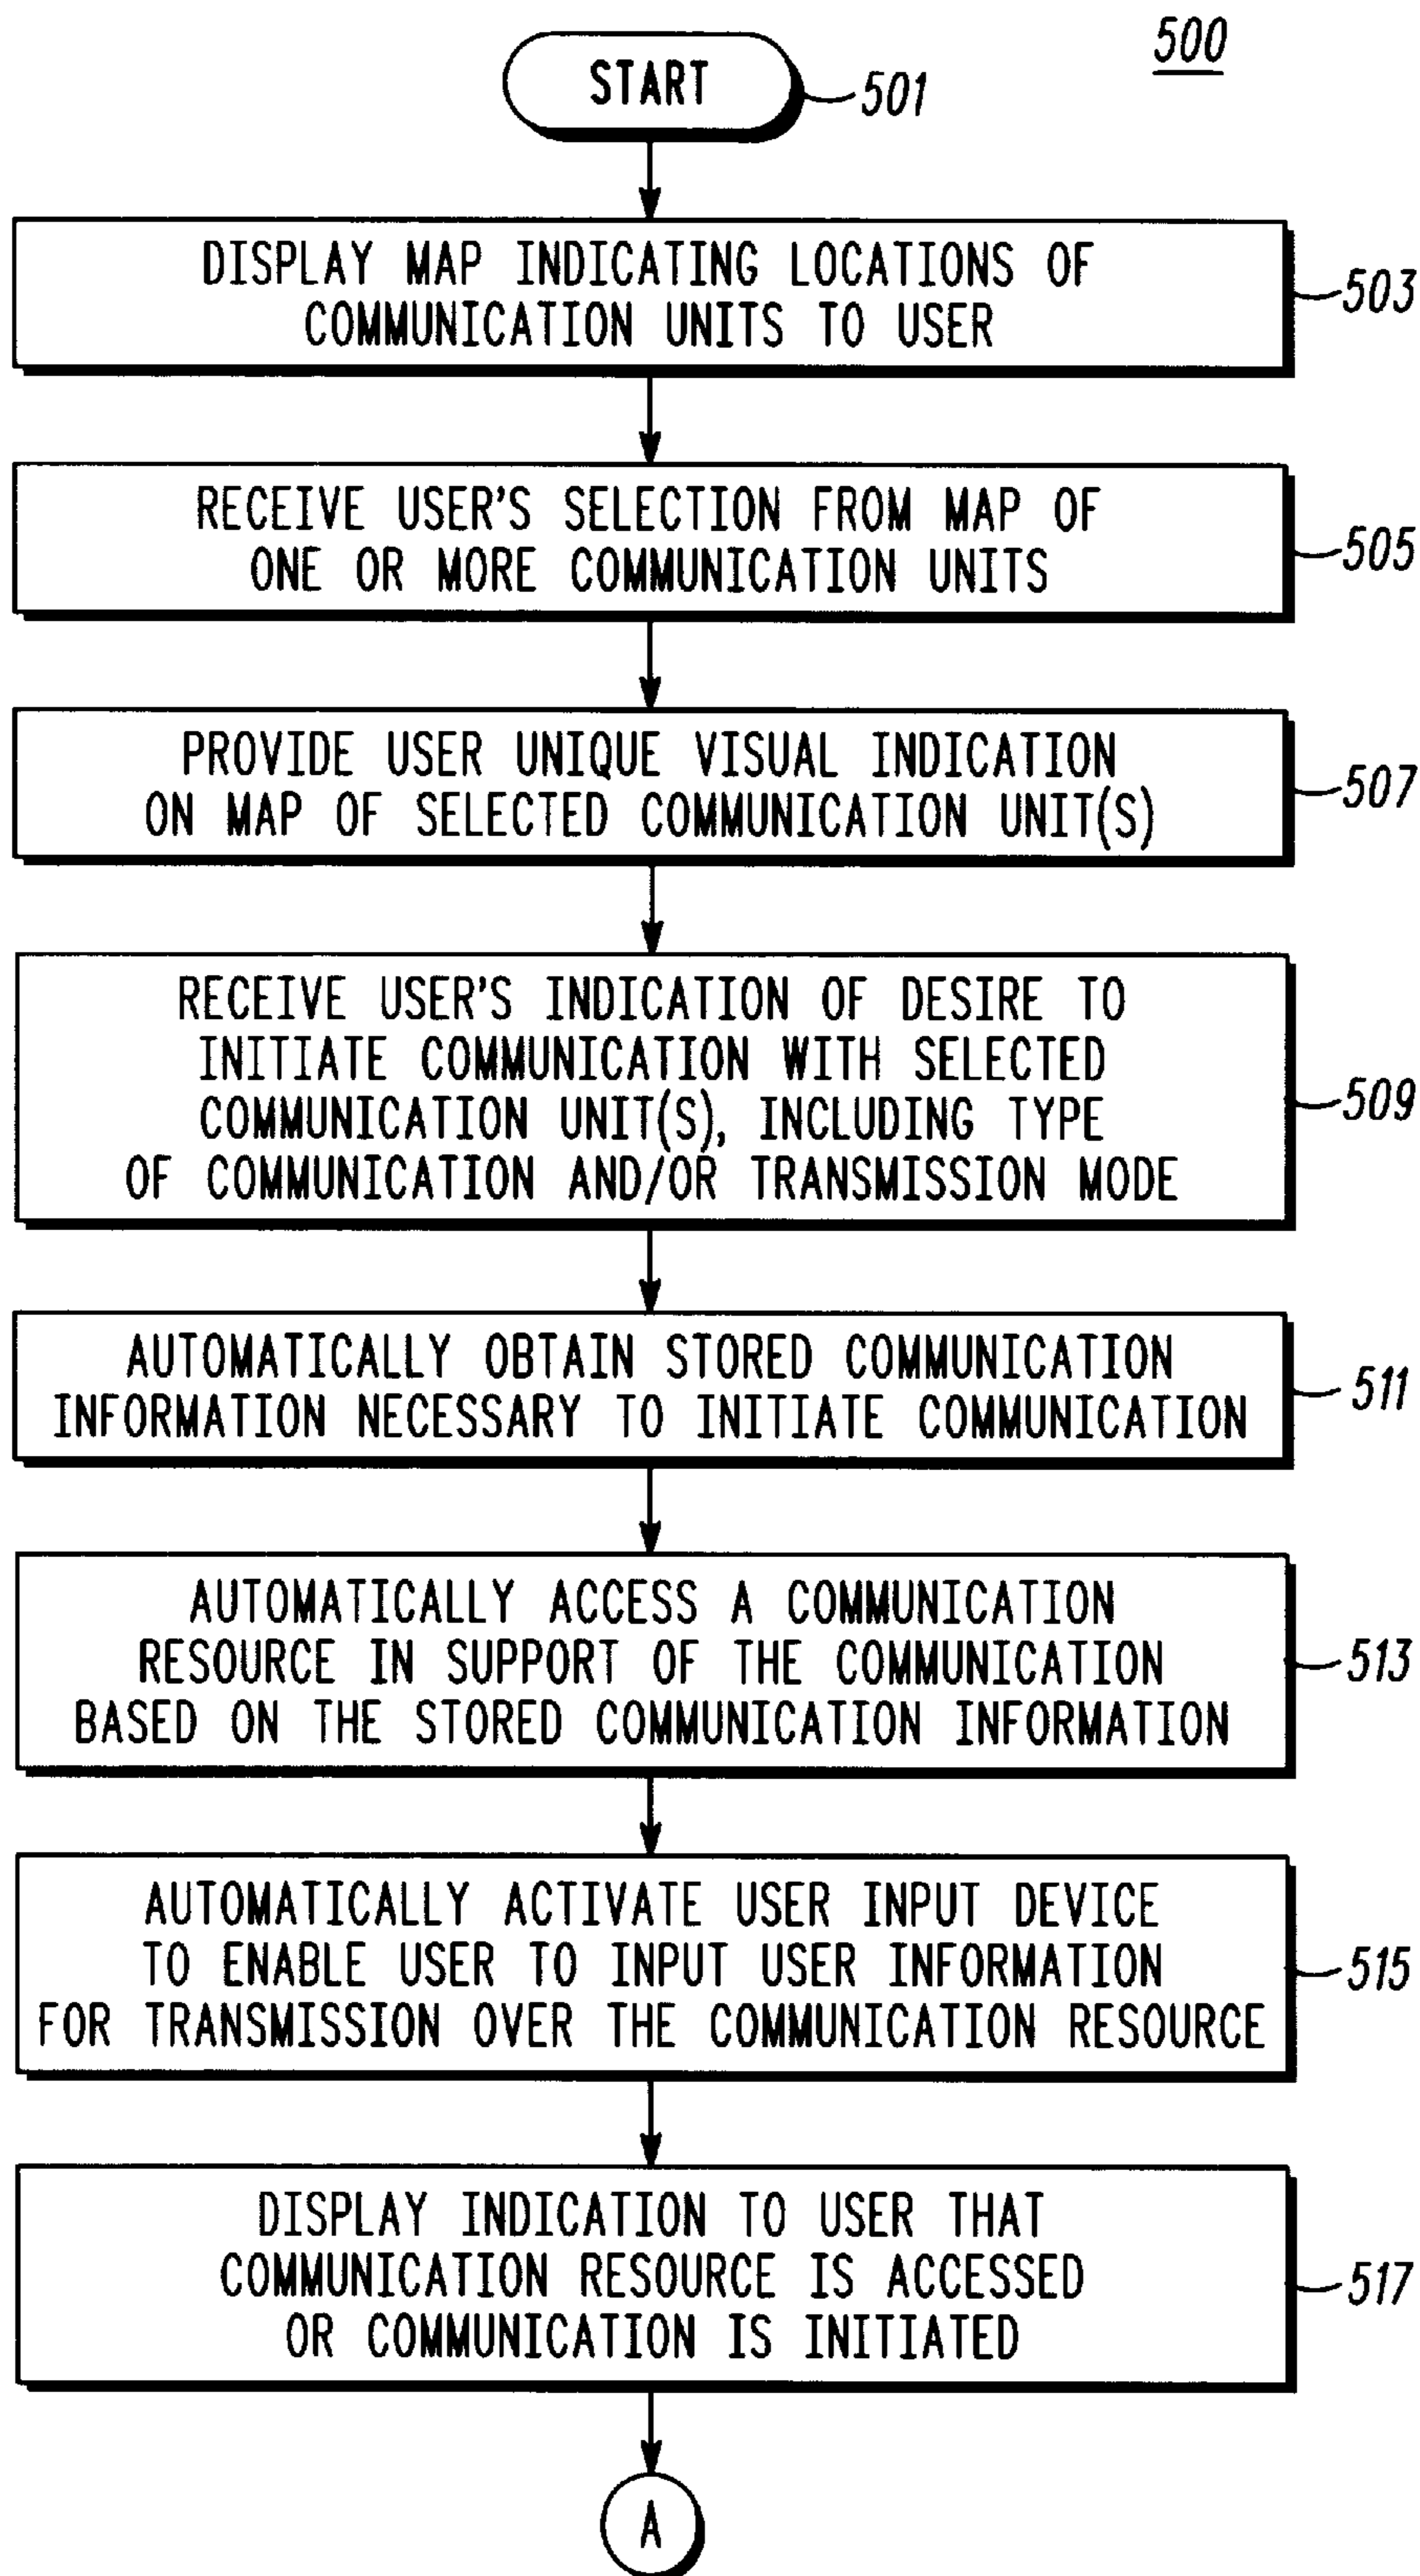 500
START
501
DISPLAY MAP INDICATING LOCATIONS OF
COMMUNICATION UNITS TO USER
503
RECEIVE USER'S SELECTION FROM MAP OF
ONE OR MORE COMMUNICATION UNITS
505
PROVIDE USER UNIQUE VISUAL INDICATION
ON MAP OF SELECTED COMMUNICATION UNIT(S)
507
RECEIVE USER'S INDICATION OF DESIRE TO
INITIATE COMMUNICATION WITH SELECTED
COMMUNICATION UNIT(S), INCLUDING TYPE
OF COMMUNICATION AND/OR TRANSMISSION MODE
509
AUTOMATICALLY OBTAIN STORED COMMUNICATION
INFORMATION NECESSARY TO INITIATE COMMUNICATION
511
AUTOMATICALLY ACCESS A COMMUNICATION
RESOURCE IN SUPPORT OF THE COMMUNICATION
BASED ON THE STORED COMMUNICATION INFORMATION
513
AUTOMATICALLY ACTIVATE USER INPUT DEVICE
TO ENABLE USER TO INPUT USER INFORMATION
FOR TRANSMISSION OVER THE COMMUNICATION RESOURCE
515
DISPLAY INDICATION TO USER THAT
COMMUNICATION RESOURCE IS ACCESSED
OR COMMUNICATION IS INITIATED
517
A